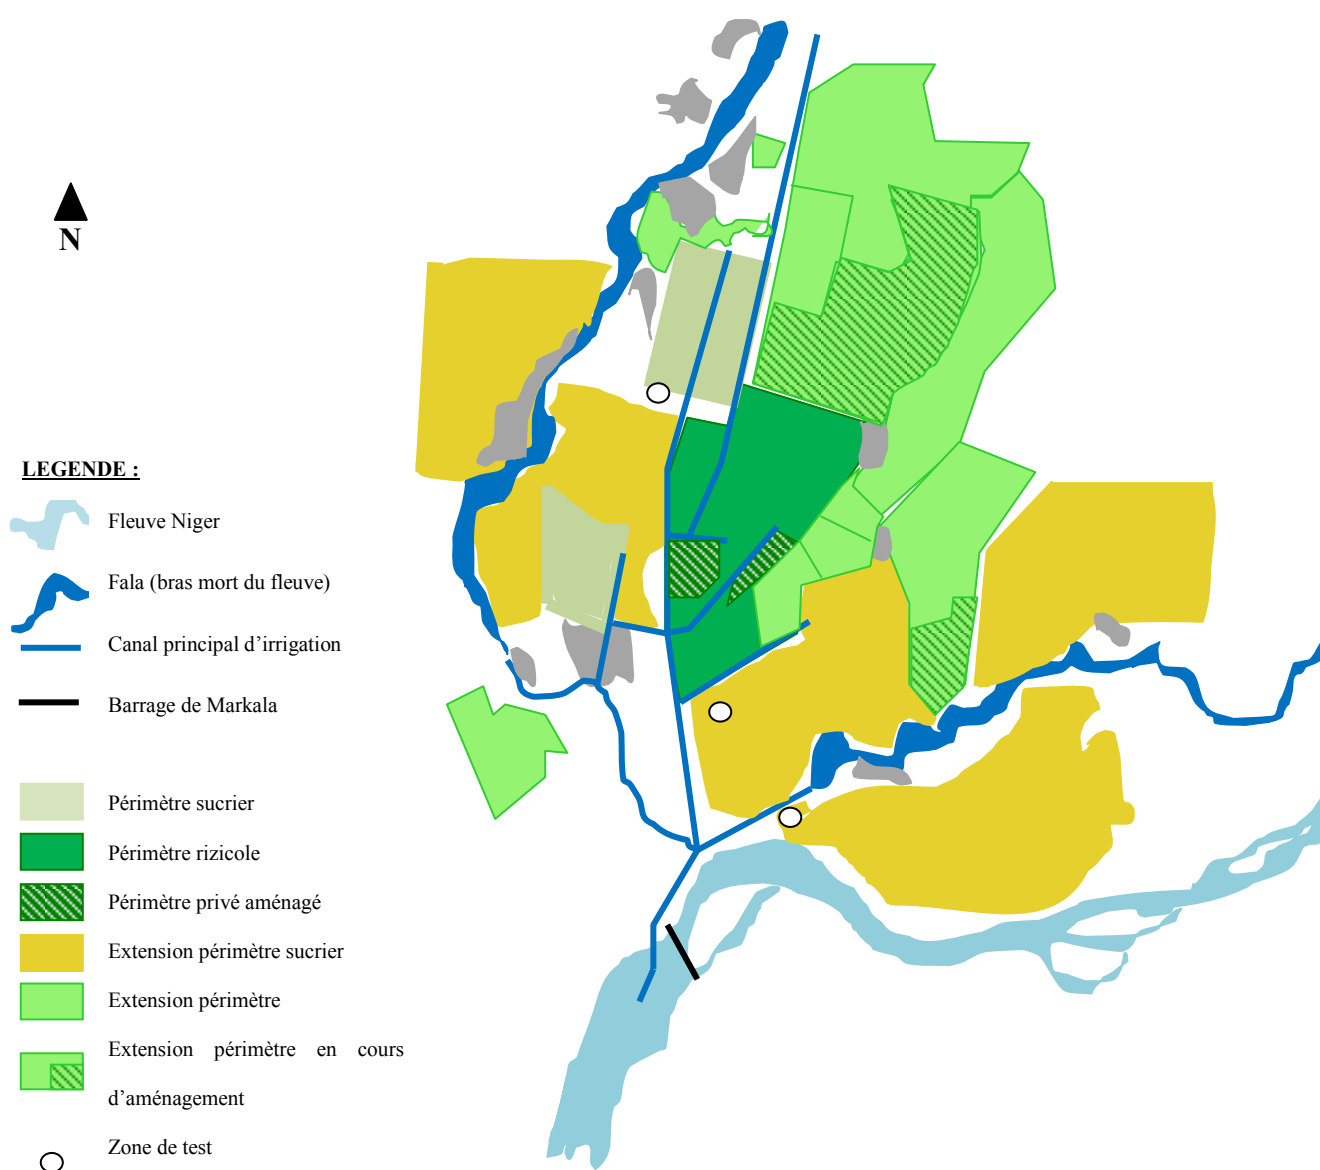 N
LEGENDE :
Fleuve Niger
Fala (bras mort du fleuve)
Canal principal d’irrigation
Barrage de Markala
Périmètre sucrier
Périmètre rizicole
Périmètre privé aménagé
Extension périmètre sucrier
Extension périmètre
Extension périmètre en cours
d’aménagement
Zone de test